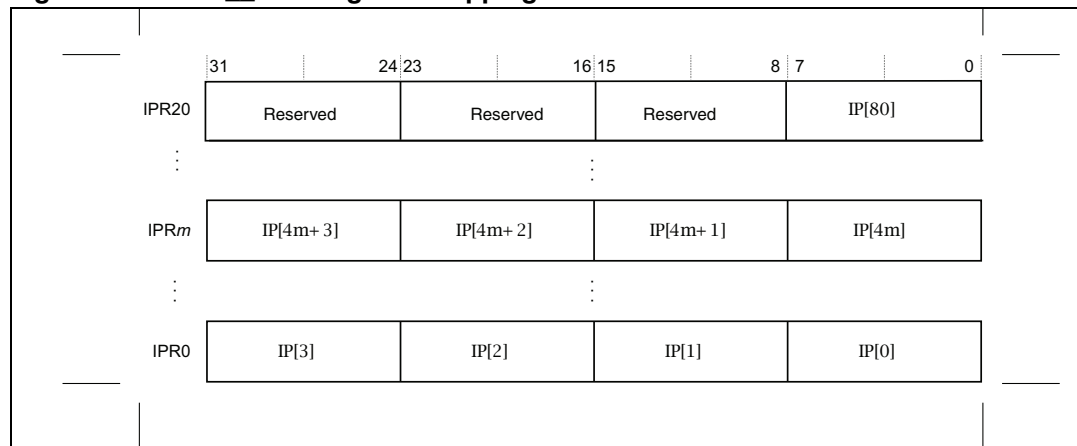 31 24 23 16 15 8 7 0
IPR20 Reserved Reserved Reserved IP[80]
IPRm IP[4m+3] IP[4m+2] IP[4m+1] IP[4m]
IPR0 IP[3] IP[2] IP[1] IP[0]